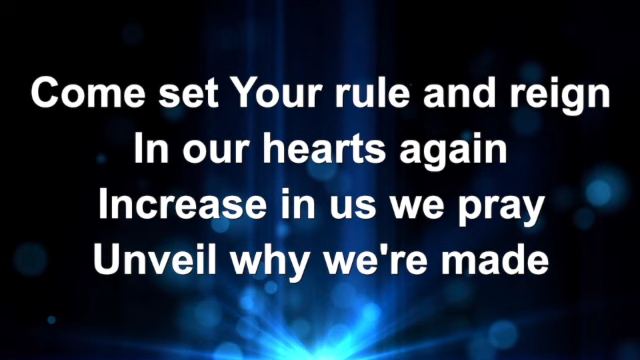 Come set Your rule and reign
In our hearts again
Increase in us we pray
Unveil why we're made